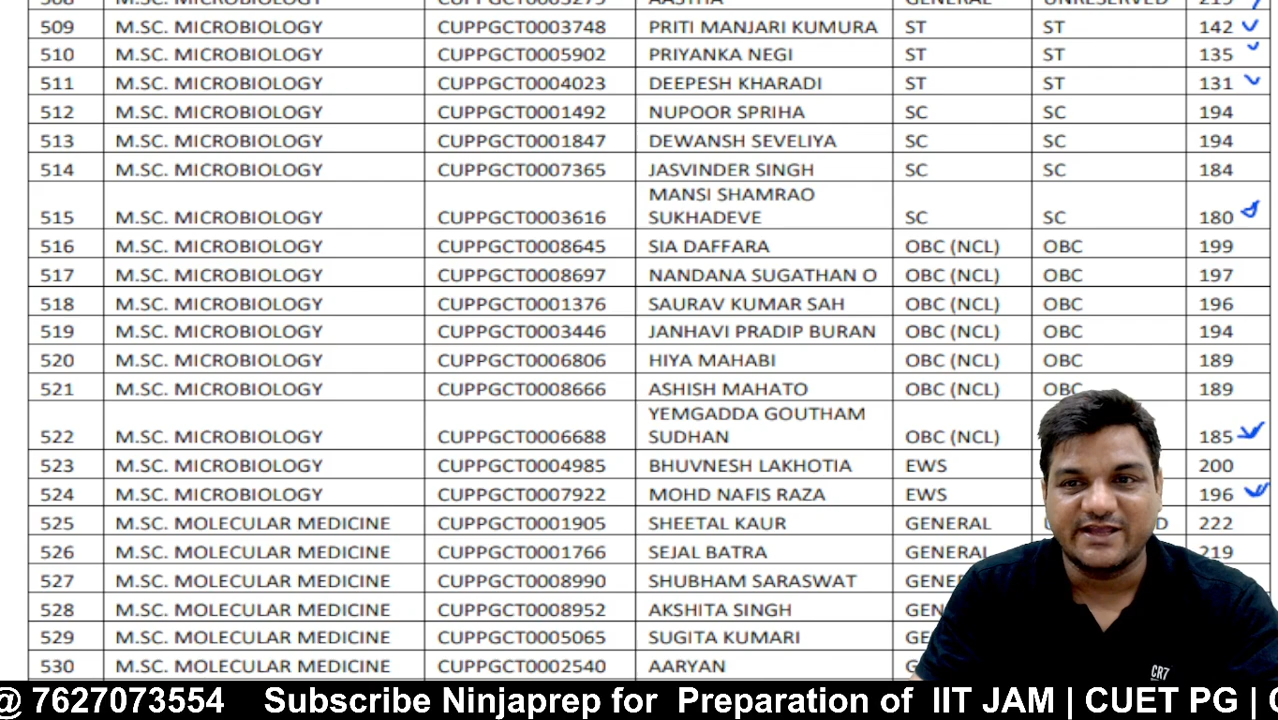 508 M.SC. MICROBIOLOGY CUPPGCT0005279 AASTHA GENERAL UNRESERVED 219
509 M.SC. MICROBIOLOGY CUPPGCT0003748 PRITI MANJARI KUMURA ST ST 142
510 M.SC. MICROBIOLOGY CUPPGCT0005902 PRIYANKA NEGI ST ST 135
511 M.SC. MICROBIOLOGY CUPPGCT0004023 DEEPESH KHARADI ST ST 131
512 M.SC. MICROBIOLOGY CUPPGCT0001492 NUPOOR SPRIHA SC SC 194
513 M.SC. MICROBIOLOGY CUPPGCT0001847 DEWANSH SEVELIYA SC SC 194
514 M.SC. MICROBIOLOGY CUPPGCT0007365 JASVINDER SINGH SC SC 184
MANSI SHAMRAO
515 M.SC. MICROBIOLOGY CUPPGCT0003616 SUKHADEVE SC SC 180
516 M.SC. MICROBIOLOGY CUPPGCT0008645 SIA DAFFARA OBC (NCL) OBC 199
517 M.SC. MICROBIOLOGY CUPPGCT0008697 NANDANA SUGATHAN O OBC (NCL) OBC 197
518 M.SC. MICROBIOLOGY CUPPGCT0001376 SAURAV KUMAR SAH OBC (NCL) OBC 196
519 M.SC. MICROBIOLOGY CUPPGCT0003446 JANHAVI PRADIP BURAN OBC (NCL) OBC 194
520 M.SC. MICROBIOLOGY CUPPGCT0006806 HIYA MAHABI OBC (NCL) OBC 189
521 M.SC. MICROBIOLOGY CUPPGCT0008666 ASHISH MAHATO OBC (NCL) OBC 189
YEMGADDA GOUTHAM
522 M.SC. MICROBIOLOGY CUPPGCT0006688 SUDHAN OBC (NCL) 185
523 M.SC. MICROBIOLOGY CUPPGCT0004985 BHUVNESH LAKHOTIA EWS 200
524 M.SC. MICROBIOLOGY CUPPGCT0007922 MOHD NAFIS RAZA EWS 196
525 M.SC. MOLECULAR MEDICINE CUPPGCT0001905 SHEETAL KAUR GENERAL 222
526 M.SC. MOLECULAR MEDICINE CUPPGCT0001766 SEJAL BATRA GENERAL 219
527 M.SC. MOLECULAR MEDICINE CUPPGCT0008990 SHUBHAM SARASWAT
528 M.SC. MOLECULAR MEDICINE CUPPGCT0008952 AKSHITA SINGH
529 M.SC. MOLECULAR MEDICINE CUPPGCT0005065 SUGITA KUMARI
530 M.SC. MOLECULAR MEDICINE CUPPGCT0002540 AARYAN
CR7
@ 7627073554 Subscribe Ninjaprep for Preparation of IIT JAM | CUET PG |